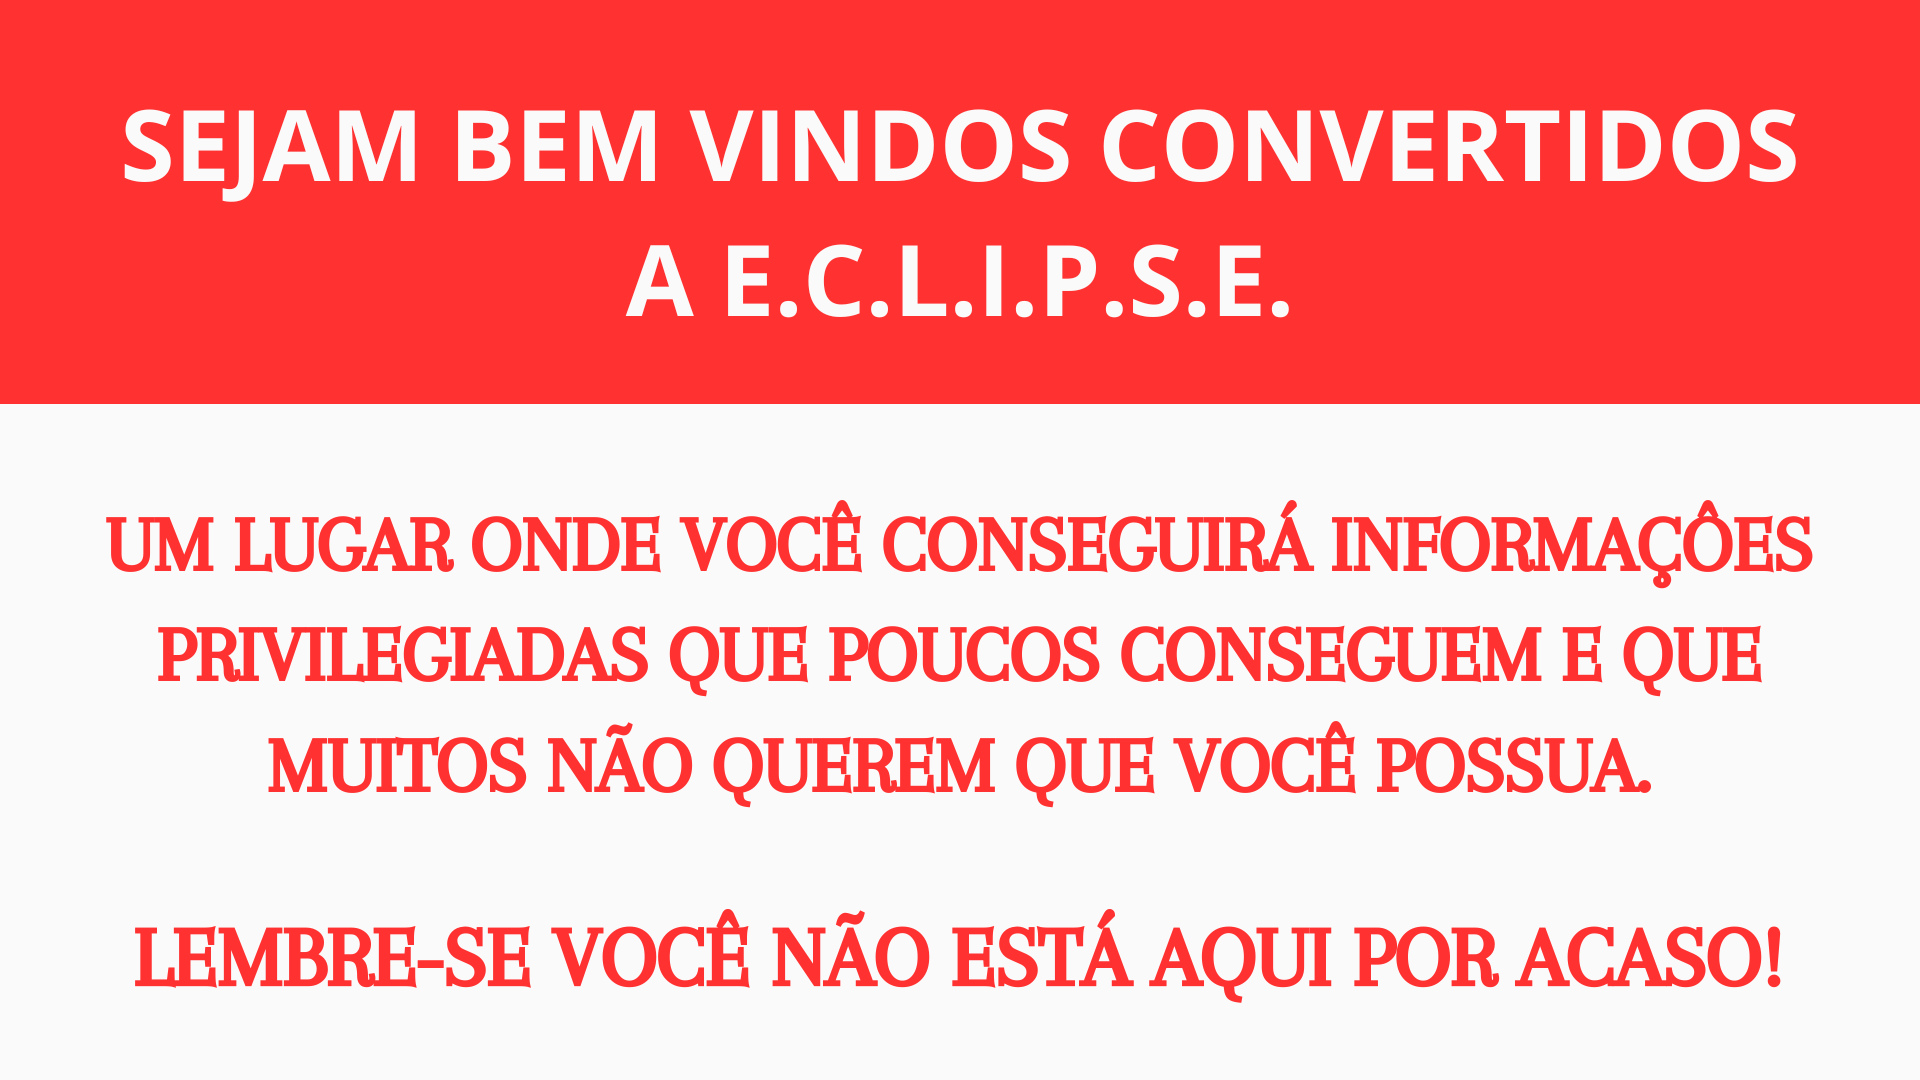 SEJAM BEM VINDOS CONVERTIDOS
A E.C.L.I.P.S.E.
UM LUGAR ONDE VOCÊ CONSEGUIRÁ INFORMAÇÔES
PRIVILEGIADAS QUE POUCOS CONSEGUEM E QUE
MUITOS NÃO QUEREM QUE VOCÊ POSSUA.
LEMBRE-SE VOCÊ NÃO ESTÁ AQUI POR ACASO!